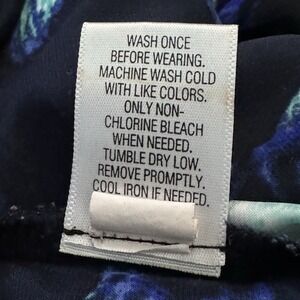 WASH ONCE
BEFORE WEARING.
MACHINE WASH COLD
WITH LIKE COLORS.
ONLY NON-
CHLORINE BLEACH
WHEN NEEDED.
TUMBLE DRY LOW.
REMOVE PROMPTLY.
COOL IRON IF NEEDED.